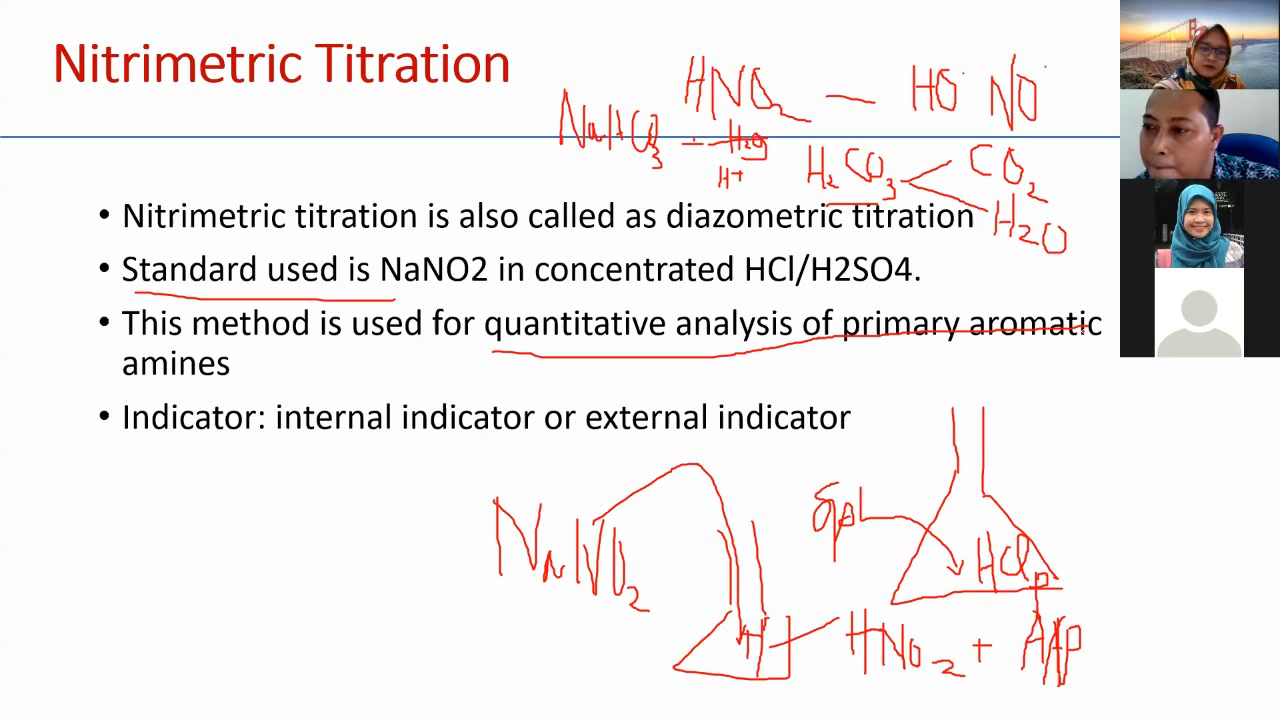 Nitrimetric Titration
HNO2 — HO NO
NaHCO3 H2O
H+
H2CO3 CO2
H2O
• Nitrimetric titration is also called as diazometric titration
• Standard used is NaNO2 in concentrated HCl/H2SO4.
• This method is used for quantitative analysis of primary aromatic
amines
• Indicator: internal indicator or external indicator
NaNO2
Spl
HCl p
H+ HNO2 + AAP